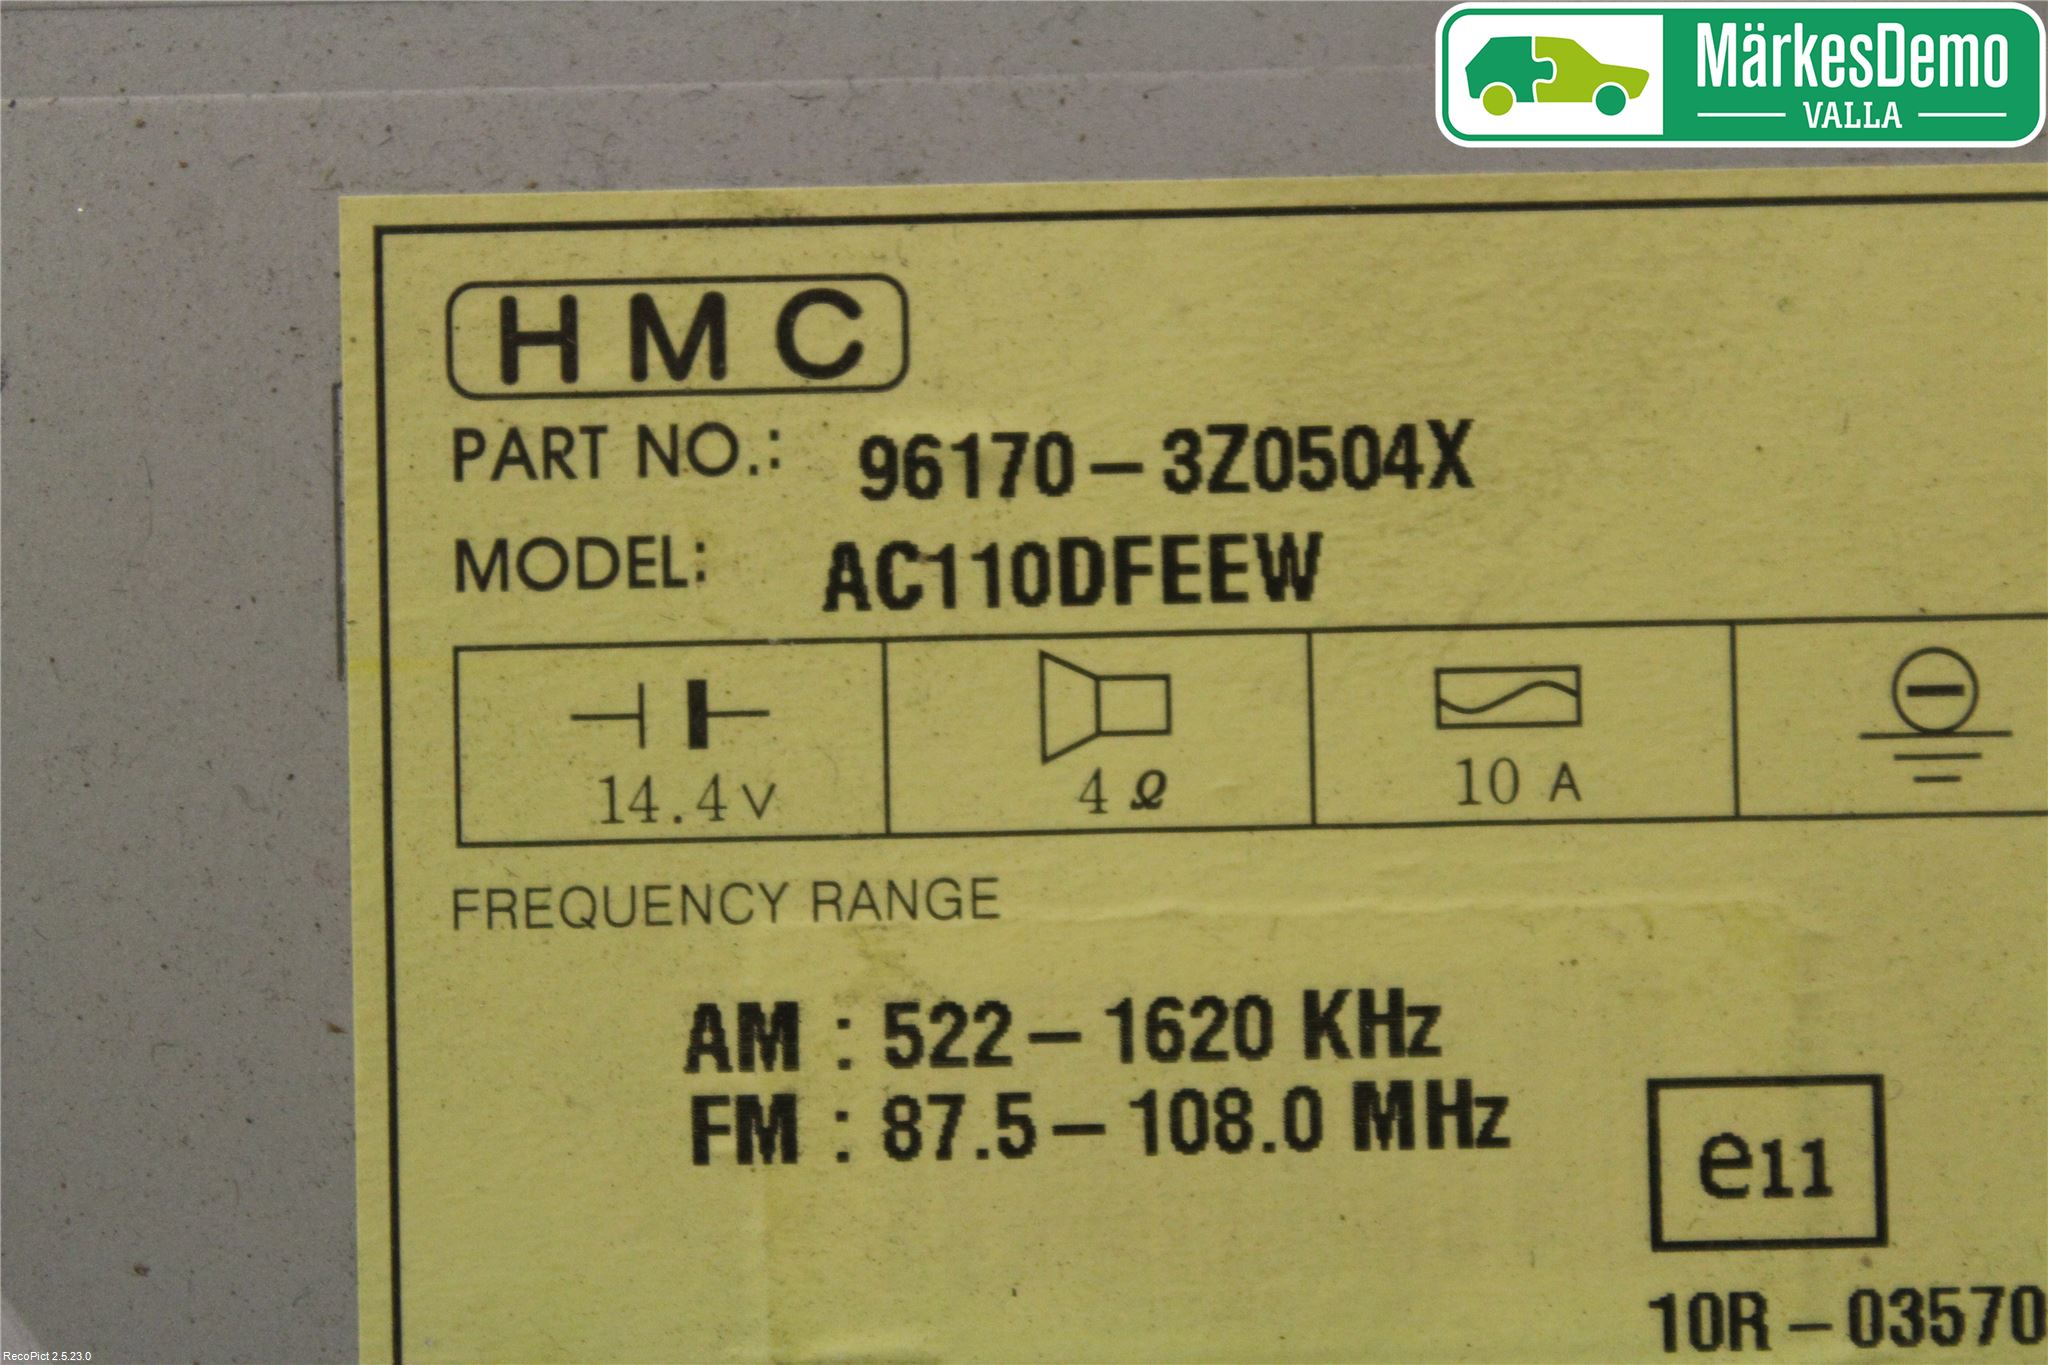 MärkesDemo
VALLA
HMC
PART NO.: 96170-3Z0504X
MODEL: AC110DFEEW
14.4 V
4 Ω
10 A
FREQUENCY RANGE
AM : 522-1620 KHz
FM : 87.5-108.0 MHz
e11
10R-03570
RecoPict 2.5.23.0